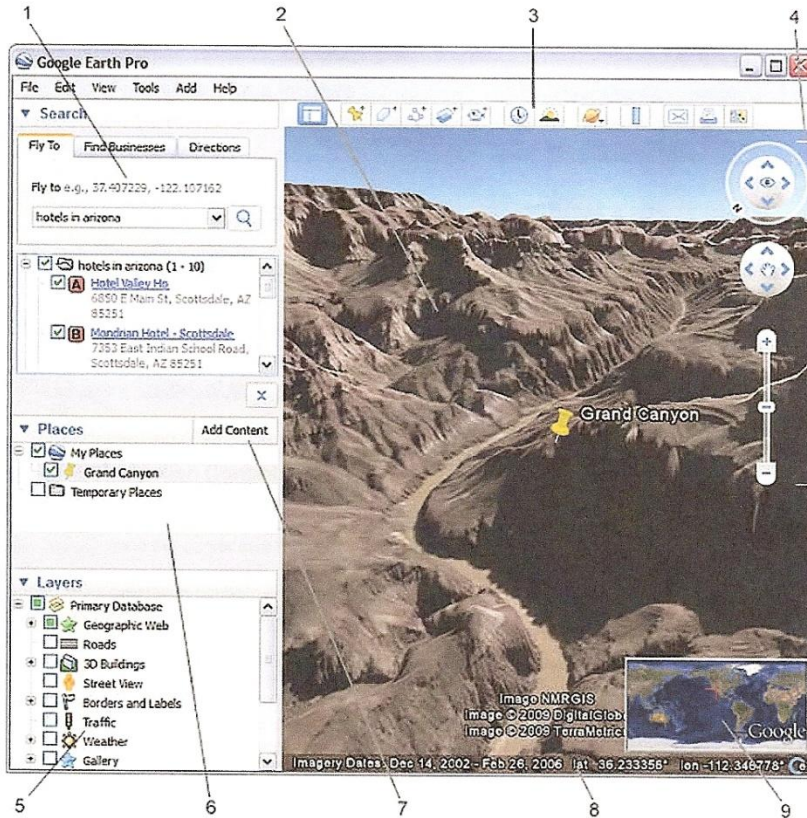 1
2
3
4
Google Earth Pro
File Edit View Tools Add Help
Search
Fly To
Find Businesses
Directions
Fly to e.g., 37.407229, -122.107162
hotels in arizona
hotels in arizona (1 - 10)
A Hotel Valley Ho
6850 E Main St, Scottsdale, AZ
85251
B Mondrian Hotel - Scottsdale
7353 East Indian School Road,
Scottsdale, AZ 85251
Places
Add Content
My Places
Grand Canyon
Temporary Places
Layers
Primary Database
Geographic Web
Roads
3D Buildings
Street View
Borders and Labels
Traffic
Weather
Gallery
N
Grand Canyon
Image NMRGIS
Image © 2009 DigitalGlob
Image © 2009 TerraMetric
Google
Imagery Dates: Dec 14, 2002 - Feb 26, 2006 lat 36.233356° lon -112.346778°
5
6
7
8
9